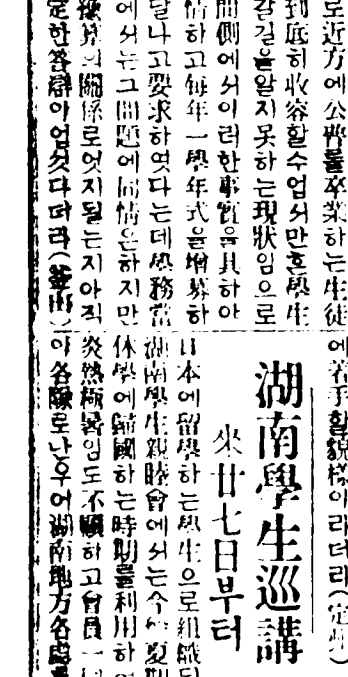 로近方에公普를卒業하는生徒
到底히收容할수업서만흔學生
갈길을알지못하는現狀임으로
間側에서이러한事實을具하야
情하고每年一學年式을增募하
달나고要求하엿다는데學務當
에서는그問題에同情은하지만
豫算의關係로엇지될는지아직
定한答辯이업섯다더라(釜山)
에着手할貌樣이라더라(定州)
湖南學生巡講
來廿七日부터
日本에留學하는學生으로組織되
湖南學生親睦會에서는今 夏期
休學에歸國하는時期를利用하
炎熱極暑임도不顧하고會員一
이各隊로난우어湖南地方各處